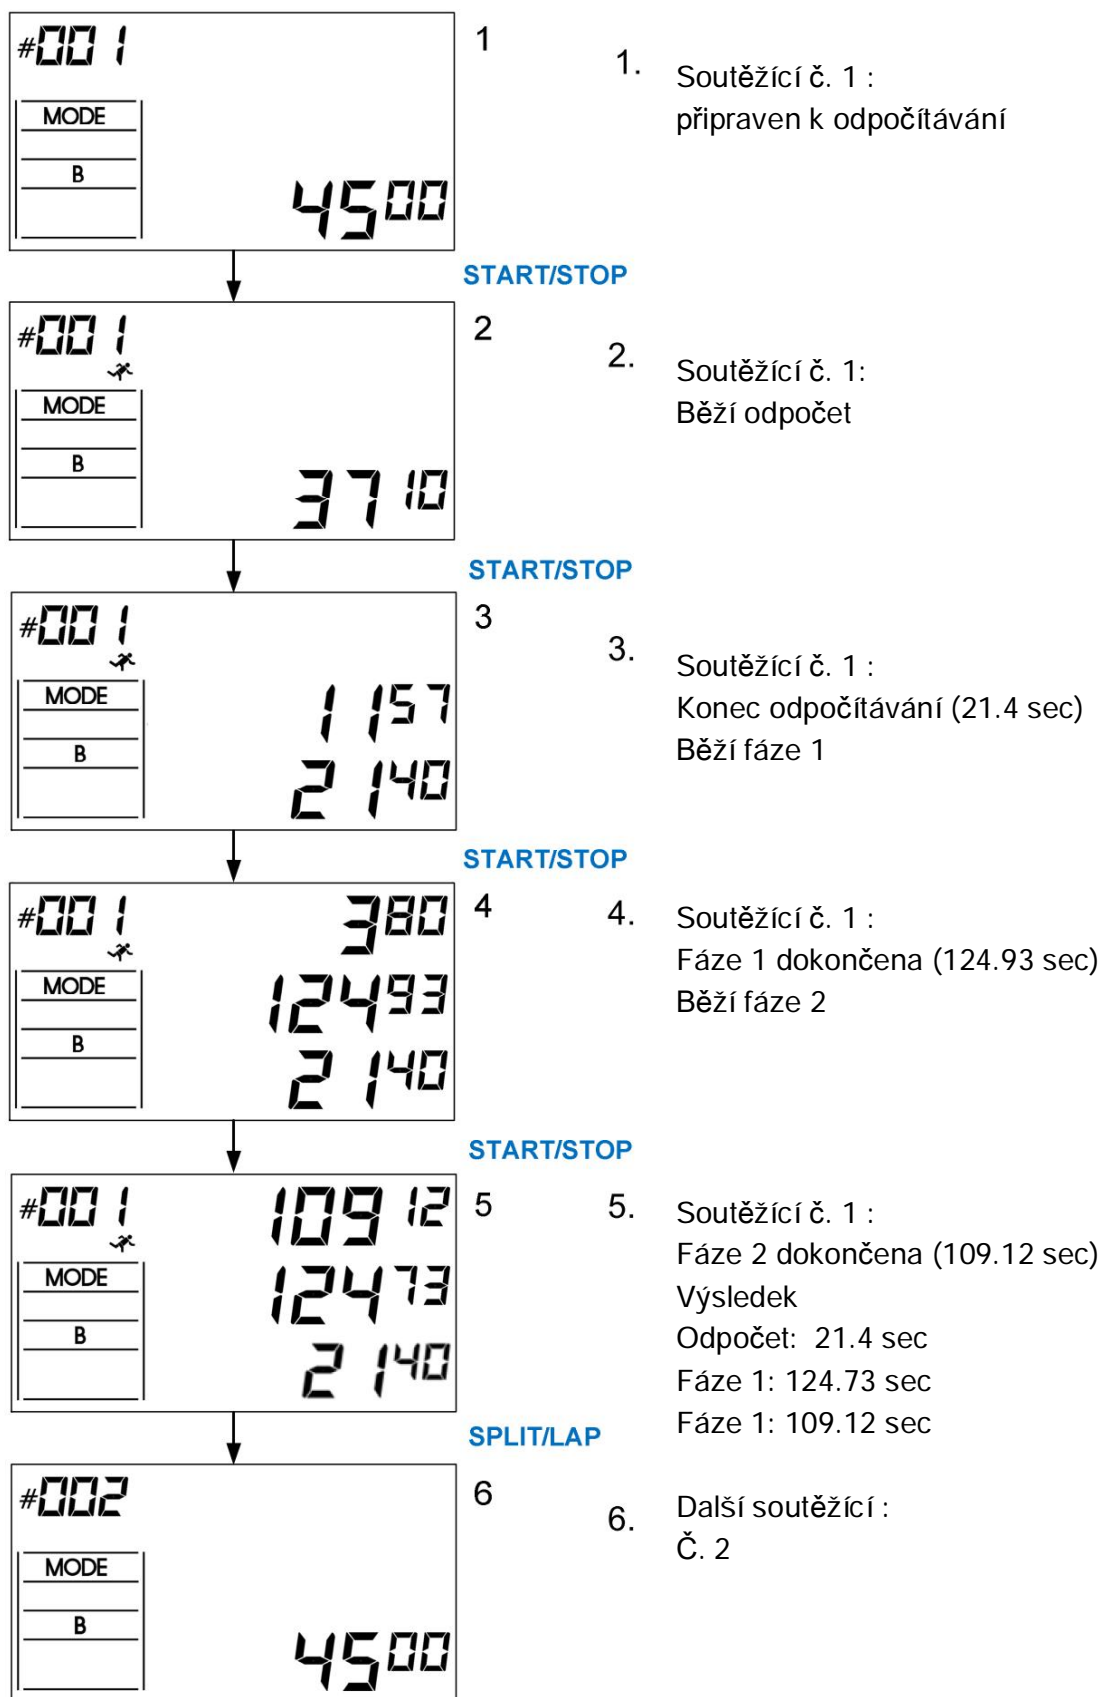 #001
1
MODE
B
4500
1. Soutěžící č. 1 :
připraven k odpočítávání
START/STOP
#001
2
MODE
B
3710
2. Soutěžící č. 1:
Běží odpočet
START/STOP
#001
3
MODE
1157
B
2140
3. Soutěžící č. 1 :
Konec odpočítávání (21.4 sec)
Běží fáze 1
START/STOP
#001
380
4
MODE
12493
B
2140
4. Soutěžící č. 1 :
Fáze 1 dokončena (124.93 sec)
Běží fáze 2
START/STOP
#001
10912
5
MODE
12473
B
2140
5. Soutěžící č. 1 :
Fáze 2 dokončena (109.12 sec)
Výsledek
Odpočet: 21.4 sec
Fáze 1: 124.73 sec
Fáze 1: 109.12 sec
SPLIT/LAP
#002
6
MODE
B
4500
6. Další soutěžící :
Č. 2